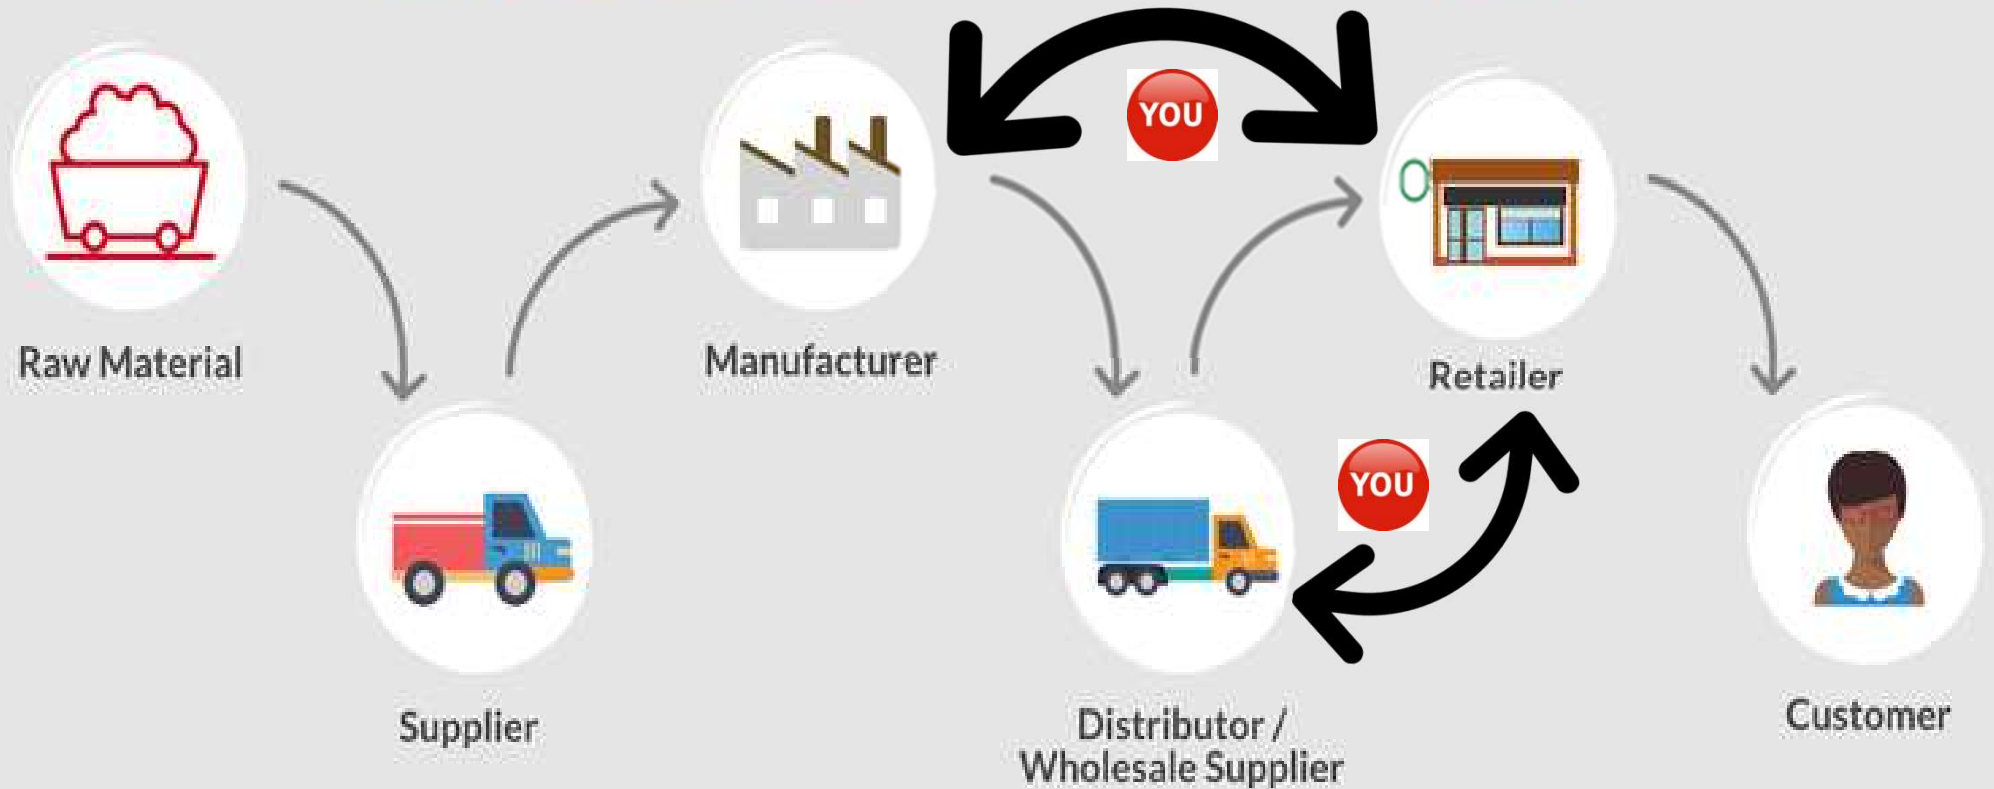 YOU
Raw Material
Manufacturer
Retailer
YOU
Supplier
Distributor /
Wholesale Supplier
Customer